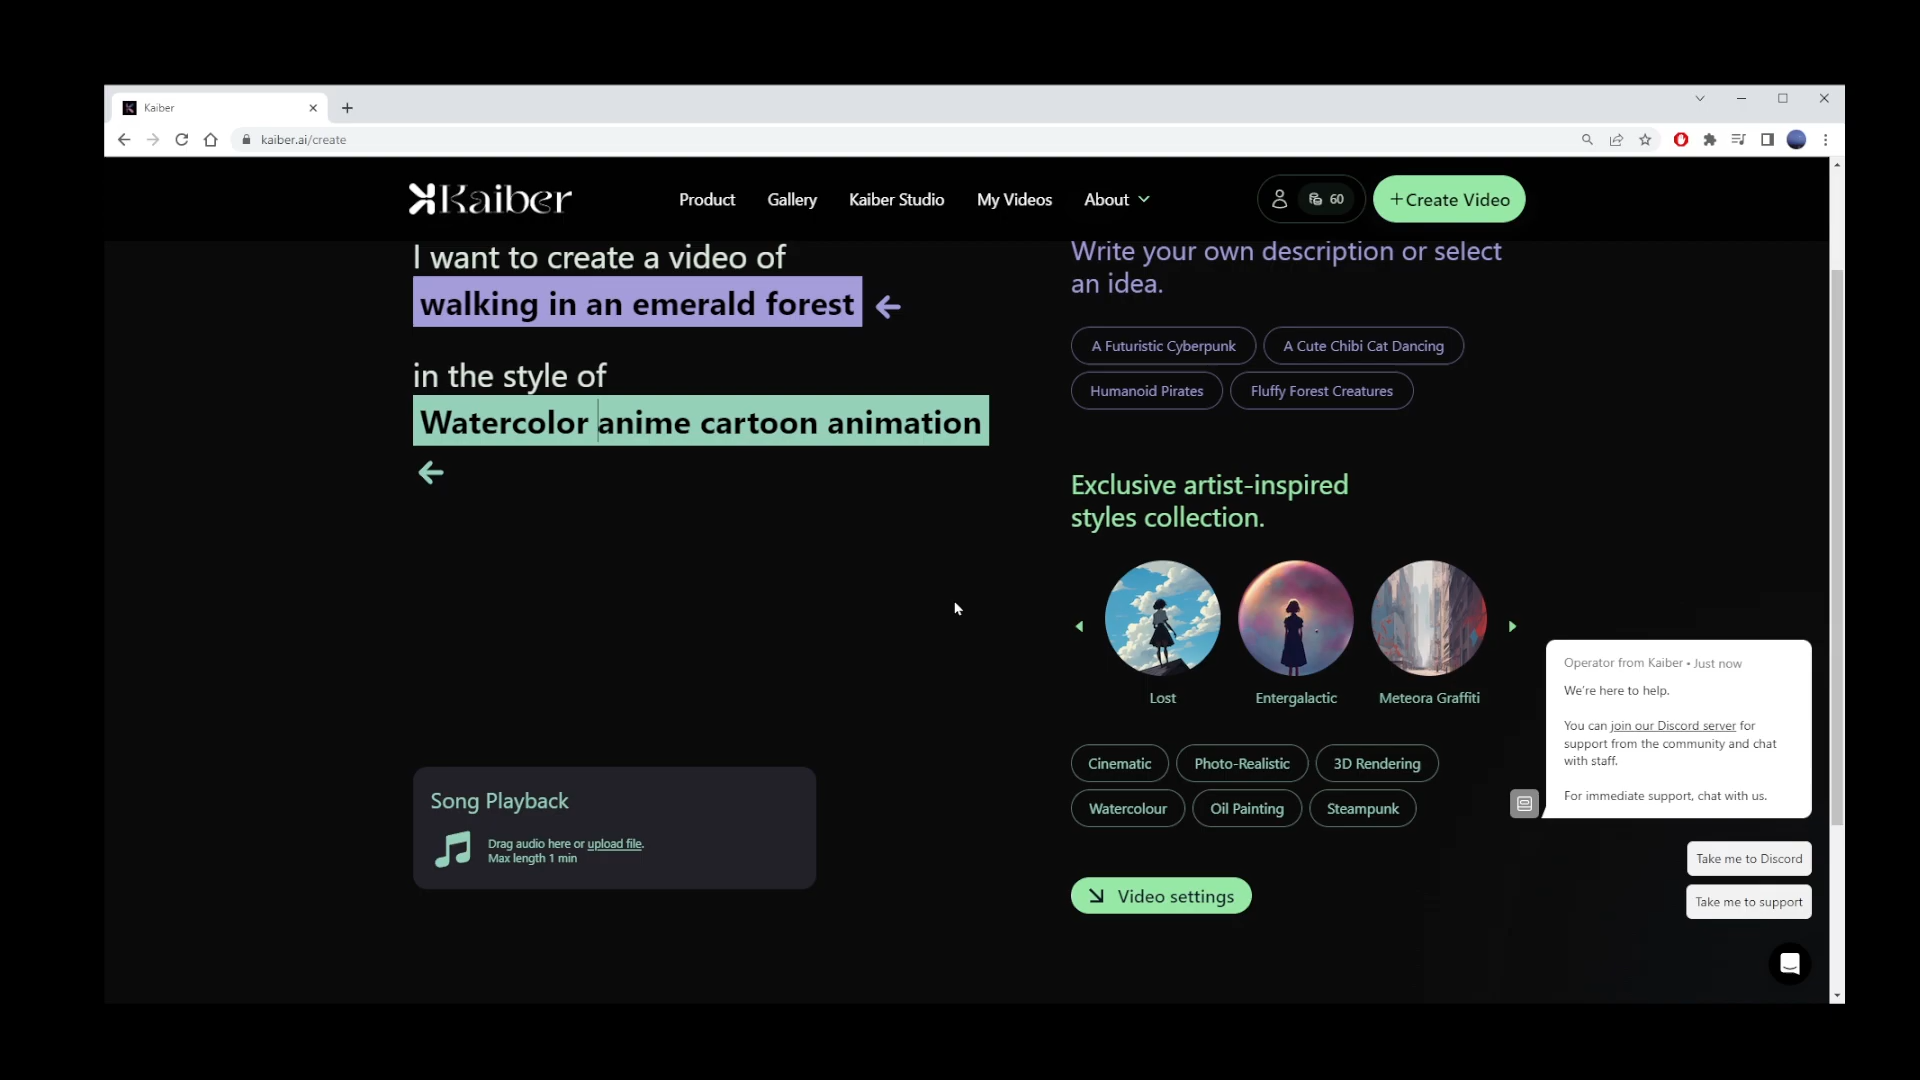 Kaiber
kaiber.ai/create
Kaiber
Product
Gallery
Kaiber Studio
My Videos
About
60
+Create Video
I want to create a video of
walking in an emerald forest
in the style of
Watercolor anime cartoon animation
Song Playback
Drag audio here or upload file.
Max length 1 min
Write your own description or select
an idea.
A Futuristic Cyberpunk
A Cute Chibi Cat Dancing
Humanoid Pirates
Fluffy Forest Creatures
Exclusive artist-inspired
styles collection.
Lost
Entergalactic
Meteora Graffiti
Cinematic
Photo-Realistic
3D Rendering
Watercolour
Oil Painting
Steampunk
Video settings
Operator from Kaiber • Just now
We're here to help.
You can join our Discord server for
support from the community and chat
with staff.
For immediate support, chat with us.
Take me to Discord
Take me to support